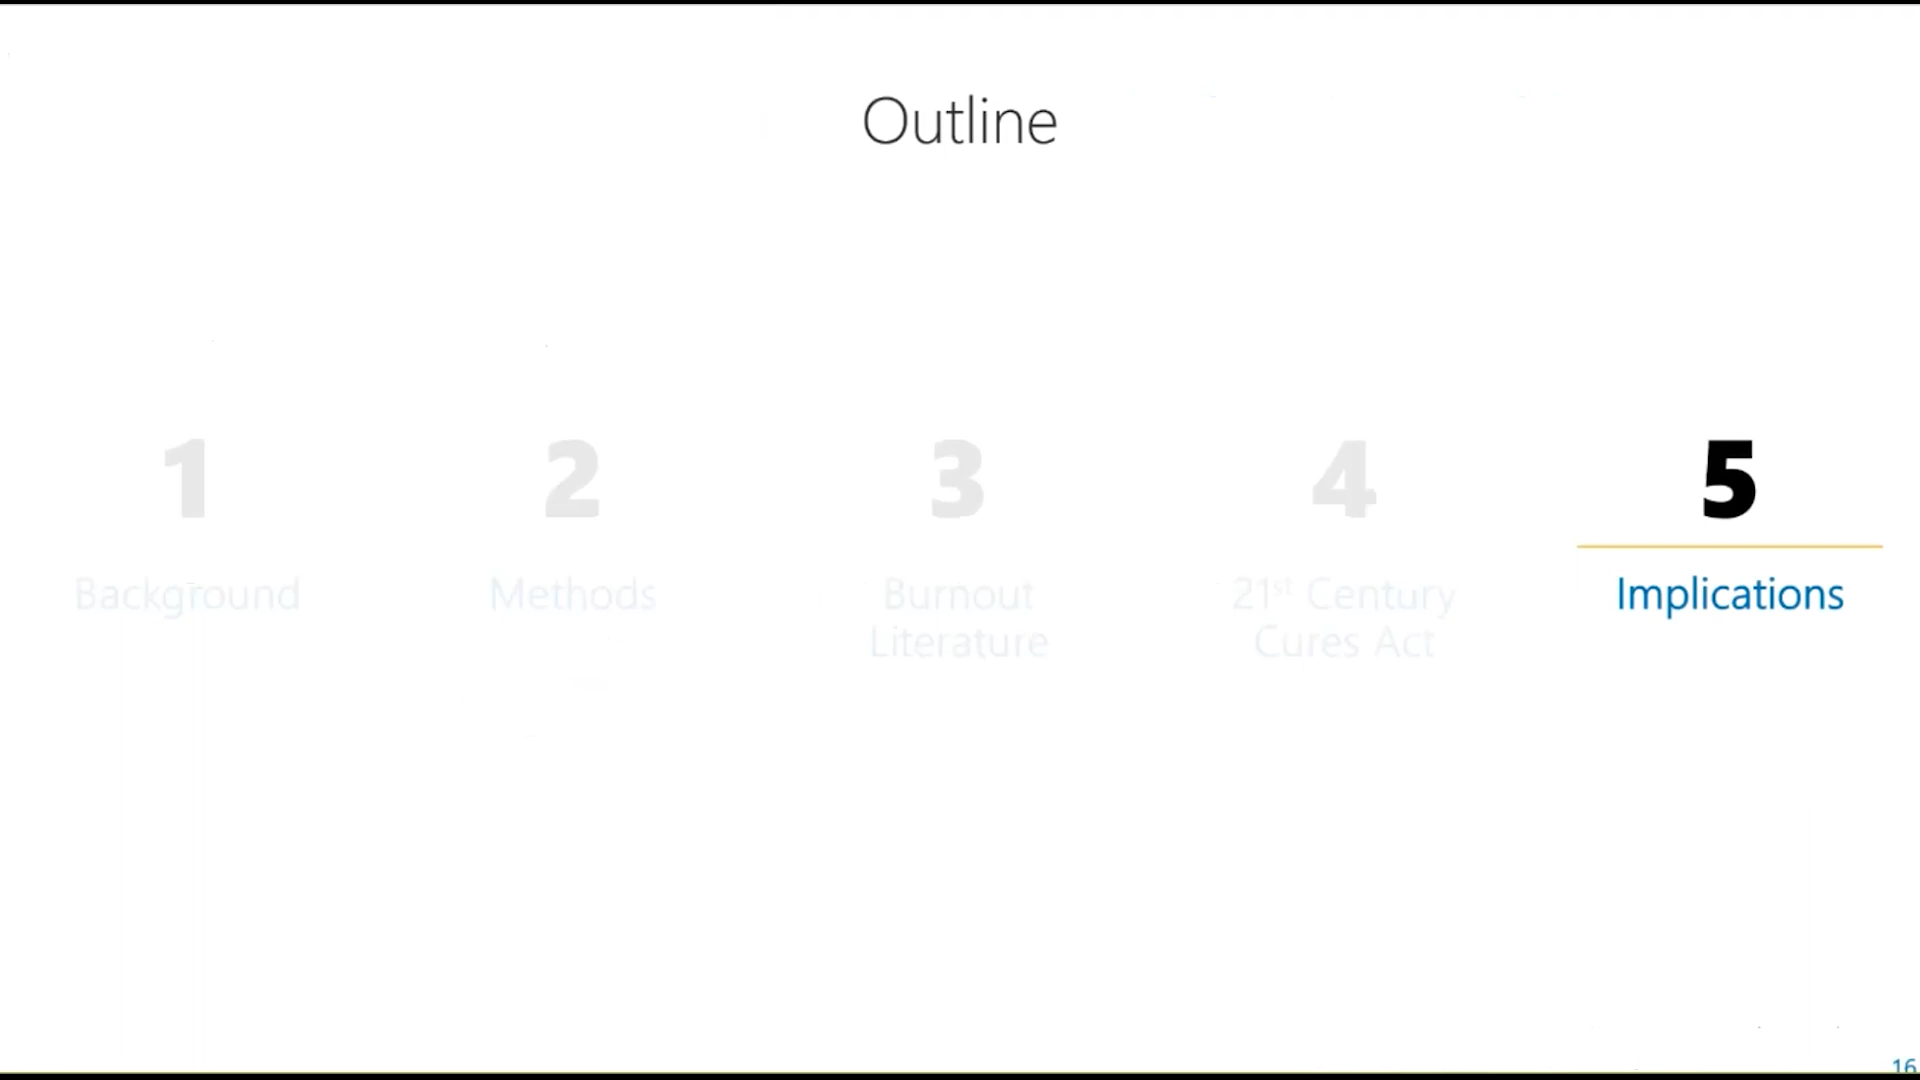 Outline
1
2
3
4
5
Background
Methods
Burnout
Literature
21st Century
Cures Act
Implications
16